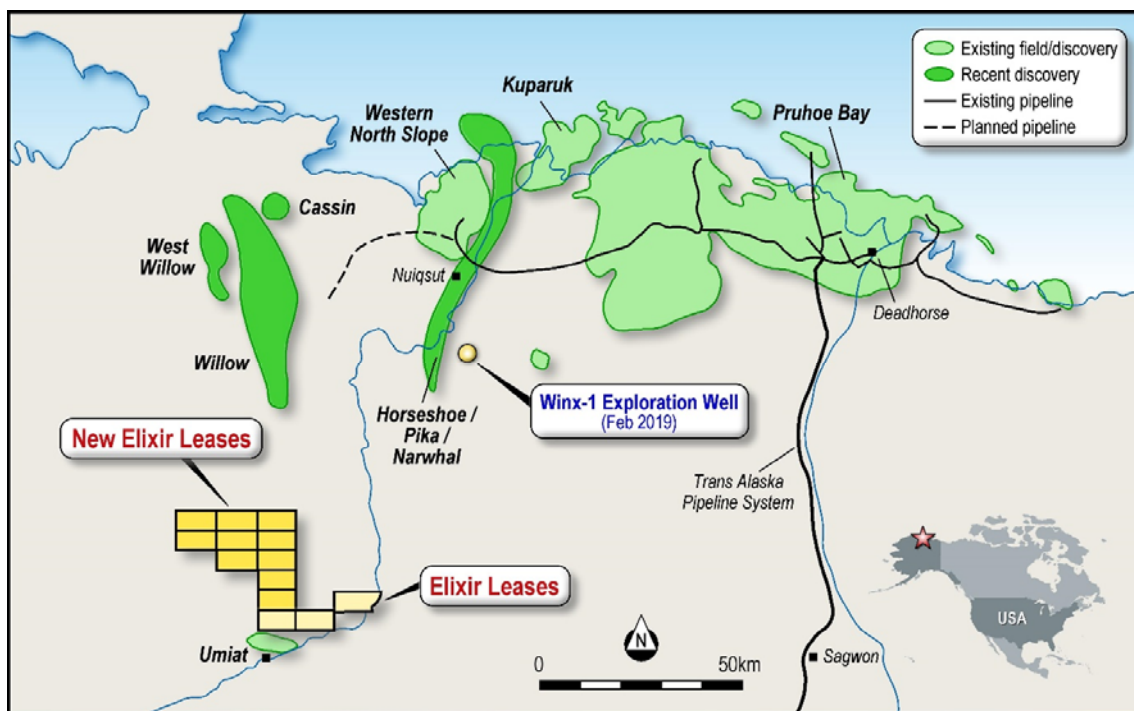 Existing field/discovery
Recent discovery
Existing pipeline
Planned pipeline
Kuparuk
Western
North Slope
Pruhoe Bay
Cassin
West
Willow
Nuiqsut
Deadhorse
Willow
Horseshoe /
Pika /
Narwhal
Winx-1 Exploration Well
(Feb 2019)
New Elixir Leases
Trans Alaska
Pipeline System
Elixir Leases
N
USA
Umiat
0
50km
Sagwon